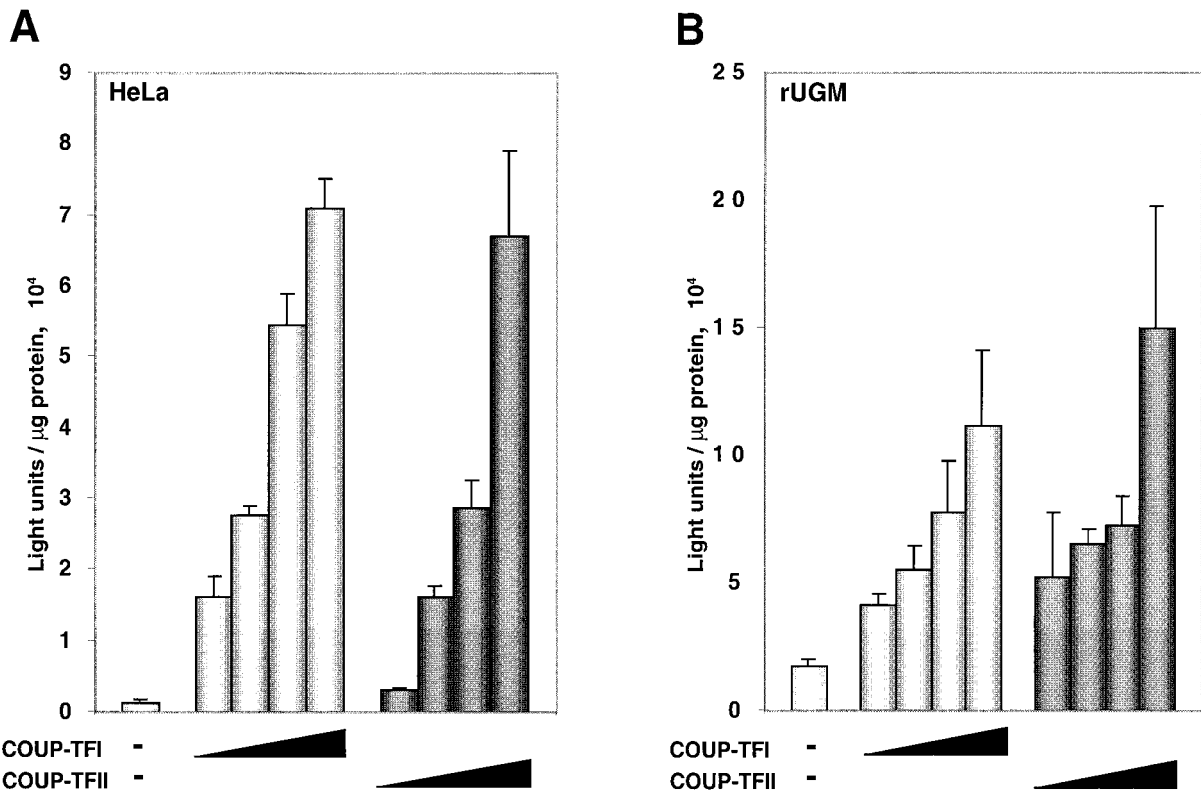 A
HeLa
9
8
7
6
5
4
3
2
1
0
Light units / µg protein, 10⁴
COUP-TFI -
COUP-TFII -
B
rUGM
25
20
15
10
5
0
Light units / µg protein, 10⁴
COUP-TFI -
COUP-TFII -